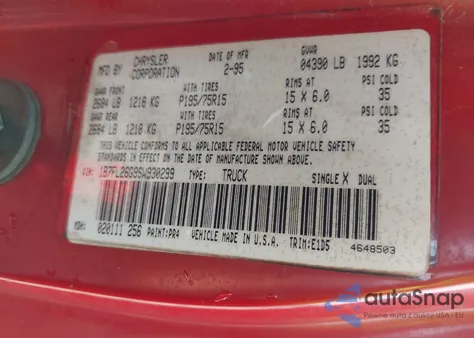 MFD BY CHRYSLER CORPORATION DATE OF MFR 2-95 GVWR 04390 LB 1992 KG
GAWR FRONT WITH TIRES RIMS AT PSI COLD
2684 LB 1218 KG P195/75R15 15 X 6.0 35
GAWR REAR WITH TIRES RIMS AT PSI COLD
2684 LB 1218 KG P195/75R15 15 X 6.0 35
THIS VEHICLE CONFORMS TO ALL APPLICABLE FEDERAL MOTOR VEHICLE SAFETY
STANDARDS IN EFFECT ON THE DATE OF MANUFACTURE SHOWN ABOVE.
VIN: TYPE: TRUCK SINGLE X DUAL
020111 256 PAINT:PR4 VEHICLE MADE IN U.S.A. TRIM:E1D5
4648503
autoSnap
Pewne auta z Aukcji USA